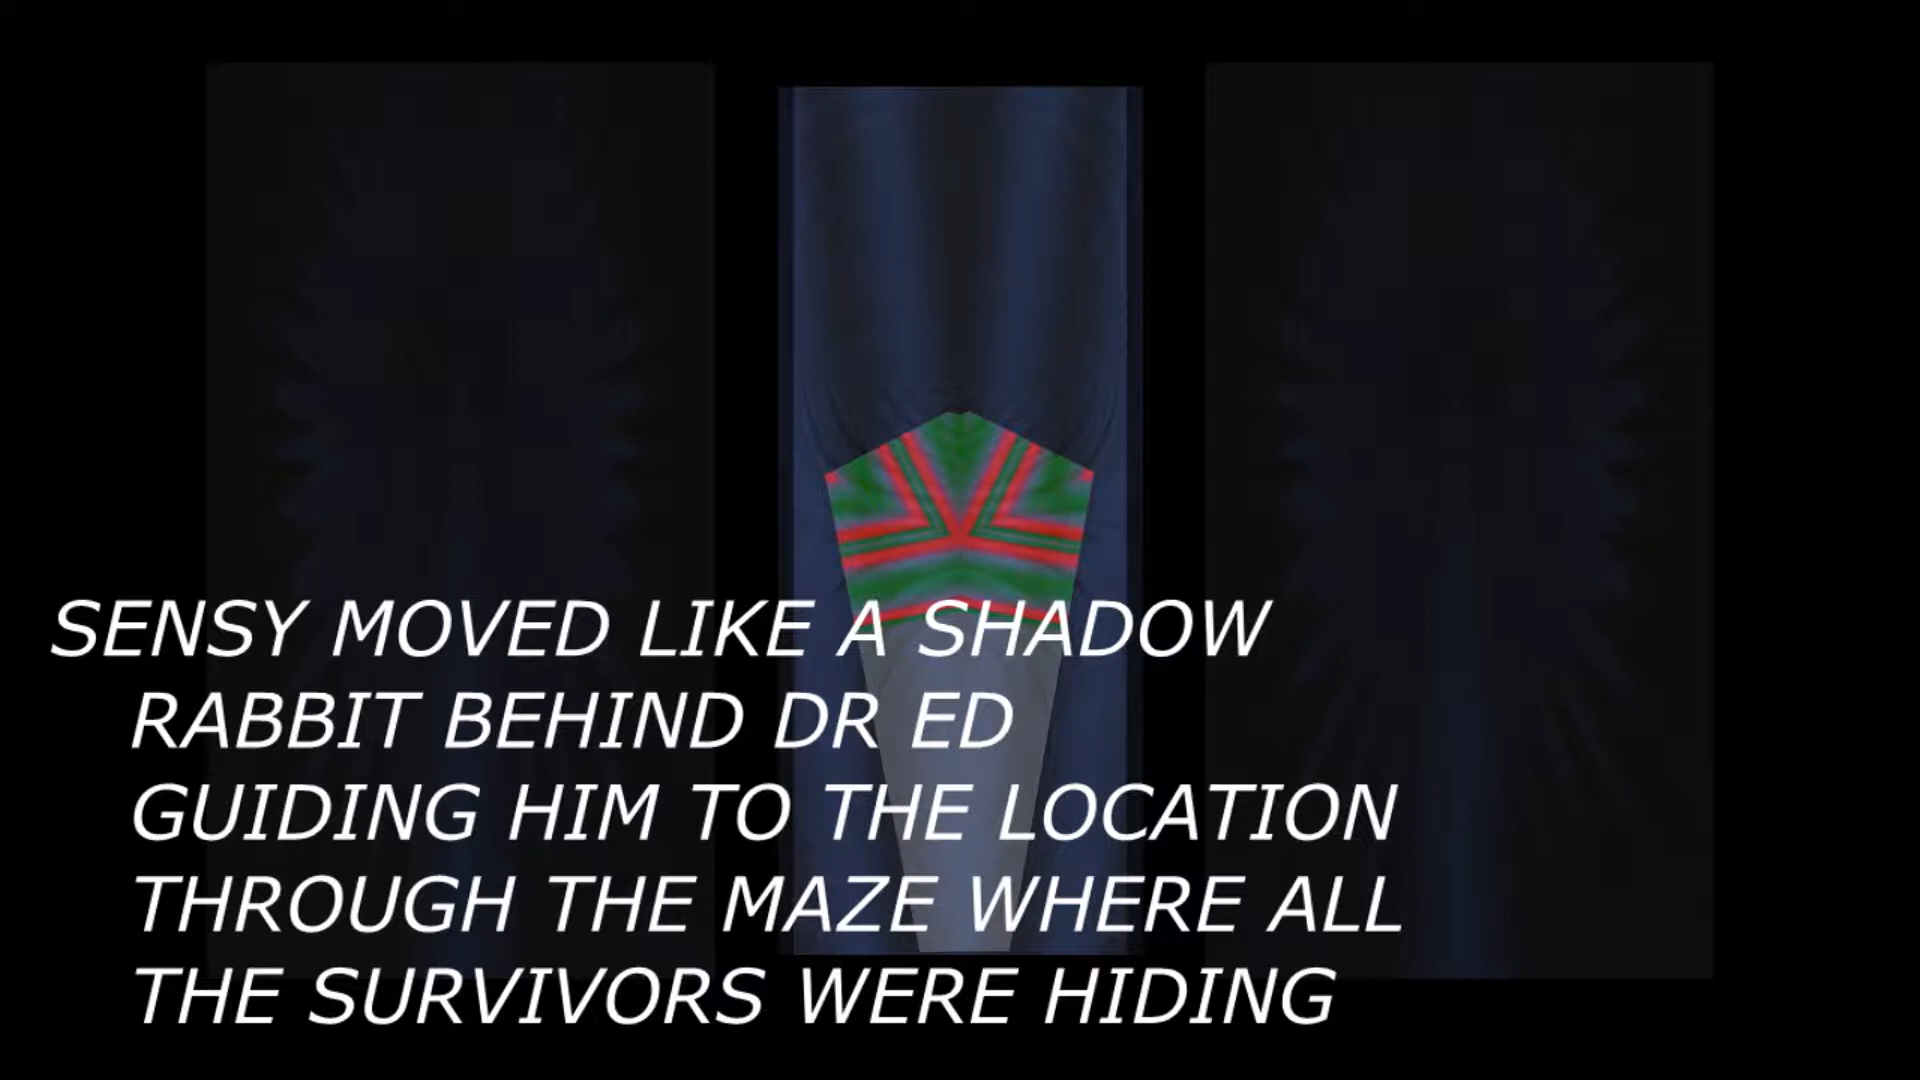 SENSY MOVED LIKE A SHADOW
RABBIT BEHIND DR ED
GUIDING HIM TO THE LOCATION
THROUGH THE MAZE WHERE ALL
THE SURVIVORS WERE HIDING